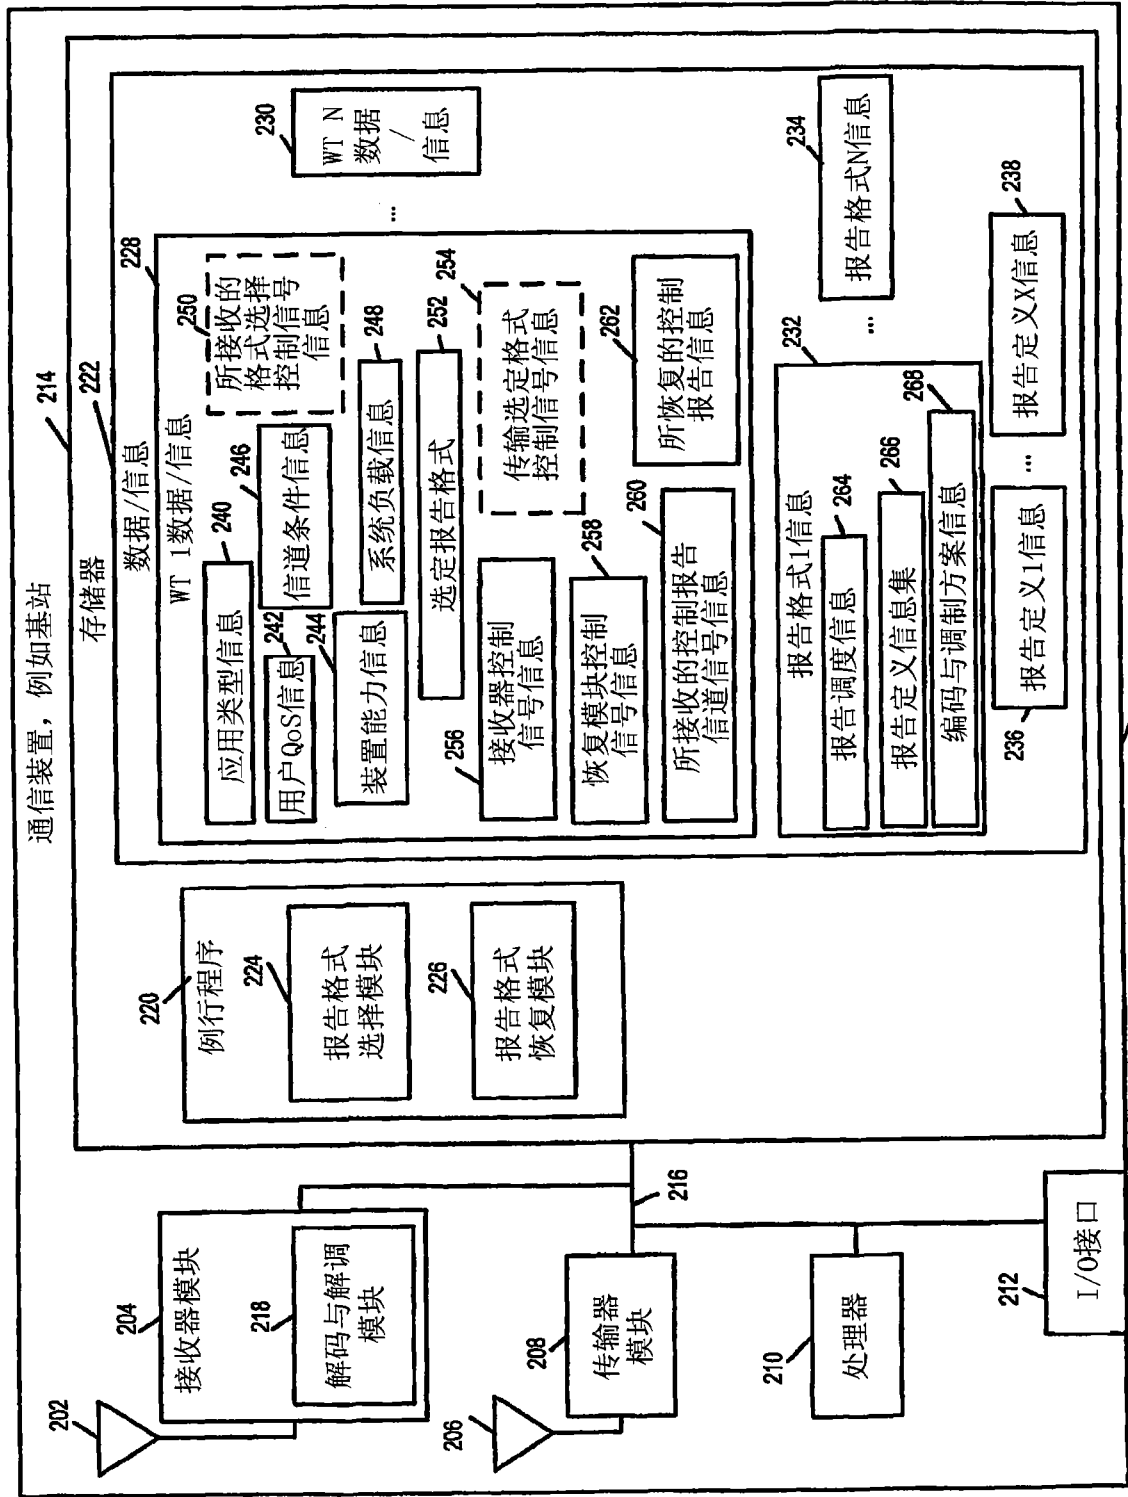 通信装置，例如基站
214
存储器
222
202
204
接收器模块
218
解码与解调
模块
206
208
传输器
模块
210
处理器
212
I/O接口
216
220
例行程序
224
报告格式
选择模块
226
报告格式
恢复模块
数据/信息
228
WT 1数据/信息
240
应用类型信息
242
用户QoS信息
244
装置能力信息
246
信道条件信息
248
系统负载信息
250
所接收的
格式选择
控制信号
信息
252
选定报告格式
254
传输选定格式
控制信号信息
256
接收器控制
信号信息
258
恢复模块控制
信号信息
260
所接收的控制报告
信道信号信息
262
所恢复的控制
报告信息
...
230
WT N
数据
/
信息
232
报告格式1信息
264
报告调度信息
266
报告定义信息集
268
编码与调制方案信息
...
234
报告格式N信息
236
报告定义1信息
...
238
报告定义X信息